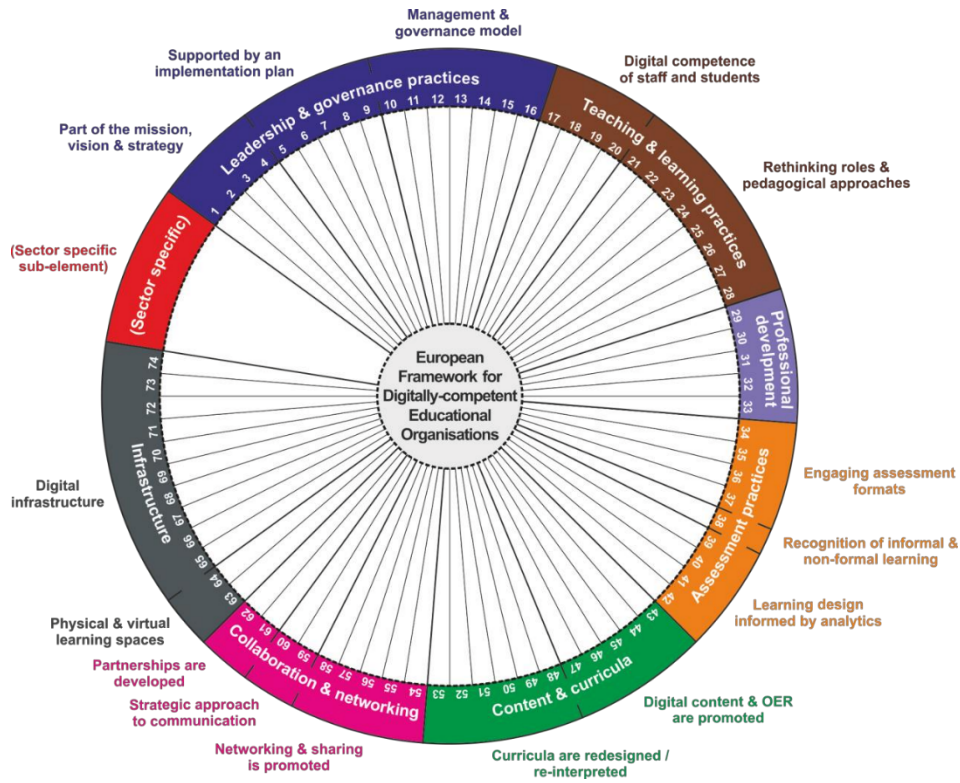 Management &
governance model
Supported by an
implementation plan
Digital competence
of staff and students
Part of the mission,
vision & strategy
Rethinking roles &
pedagogical approaches
(Sector specific
sub-element)
Leadership & governance practices
Teaching & learning practices
Professional
develpment
Assessment practices
Content & curricula
Collaboration & networking
Infrastructure
(Sector specific)
1 2 3 4 5 6 7 8 9 10 11 12 13 14 15 16
17 18 19 20 21 22 23 24 25 26 27 28
29 30 31 32 33
34 35 36 37 38 39 40 41 42
43 44 45 46 47 48 49 50 51 52 53
54 55 56 57 58 59 60 61 62
63 64 65 66 67 68 69 70 71 72 73 74
European
Framework for
Digitally-competent
Educational
Organisations
Engaging assessment
formats
Recognition of informal &
non-formal learning
Learning design
informed by analytics
Digital content & OER
are promoted
Curricula are redesigned /
re-interpreted
Networking & sharing
is promoted
Strategic approach
to communication
Partnerships are
developed
Physical & virtual
learning spaces
Digital
infrastructure